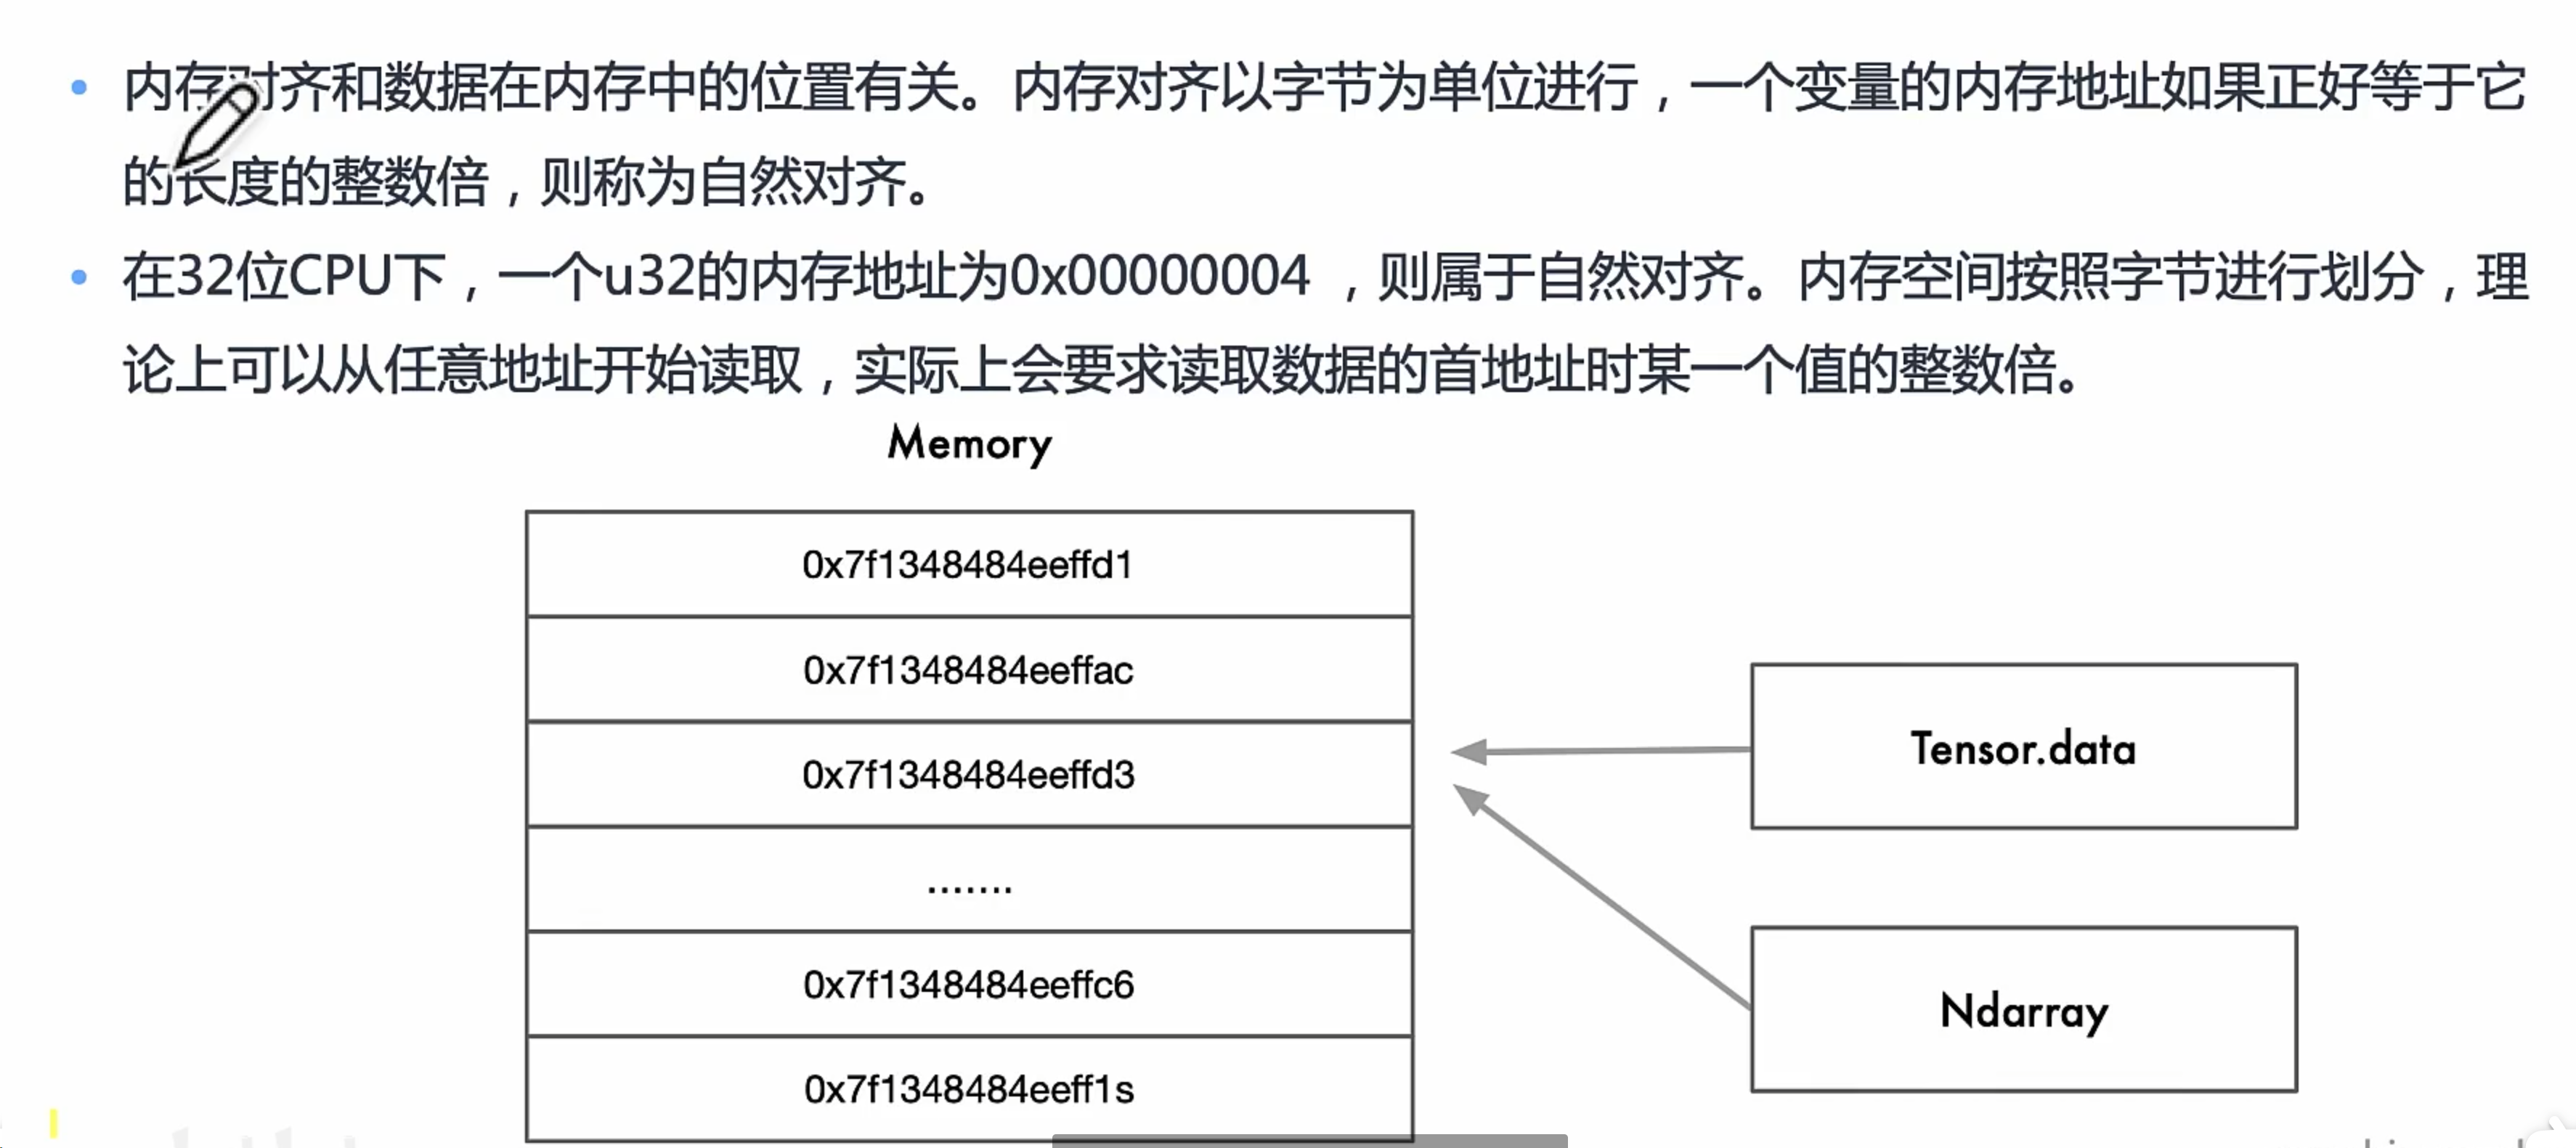 内存对齐和数据在内存中的位置有关。内存对齐以字节为单位进行，一个变量的内存地址如果正好等于它
的长度的整数倍，则称为自然对齐。
在32位CPU下，一个u32的内存地址为0x00000004 ，则属于自然对齐。内存空间按照字节进行划分，理
论上可以从任意地址开始读取，实际上会要求读取数据的首地址时某一个值的整数倍。
Memory
0x7f1348484eeffd1
0x7f1348484eeffac
0x7f1348484eeffd3
.......
0x7f1348484eeffc6
0x7f1348484eeff1s
Tensor.data
Ndarray